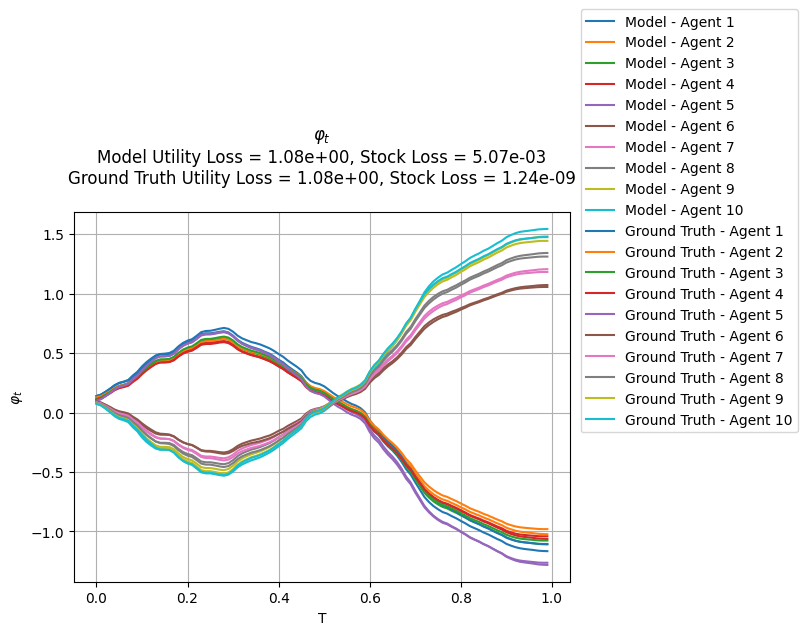 φt
Model Utility Loss = 1.08e+00, Stock Loss = 5.07e-03
Ground Truth Utility Loss = 1.08e+00, Stock Loss = 1.24e-09
Model - Agent 1
Model - Agent 2
Model - Agent 3
Model - Agent 4
Model - Agent 5
Model - Agent 6
Model - Agent 7
Model - Agent 8
Model - Agent 9
Model - Agent 10
Ground Truth - Agent 1
Ground Truth - Agent 2
Ground Truth - Agent 3
Ground Truth - Agent 4
Ground Truth - Agent 5
Ground Truth - Agent 6
Ground Truth - Agent 7
Ground Truth - Agent 8
Ground Truth - Agent 9
Ground Truth - Agent 10
φt
1.5
1.0
0.5
0.0
−0.5
−1.0
0.0 0.2 0.4 0.6 0.8 1.0
T